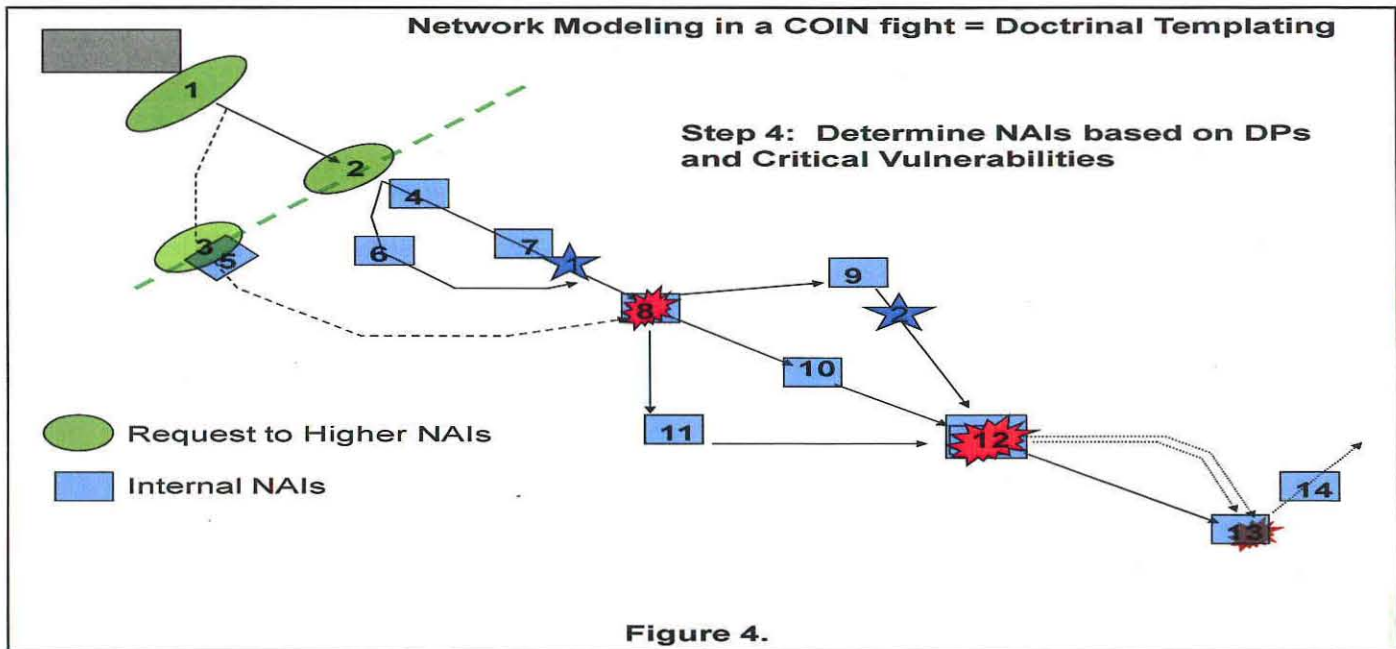 Network Modeling in a COIN fight = Doctrinal Templating
1
Step 4: Determine NAIs based on DPs
and Critical Vulnerabilities
2
4
3
5
6
7
1
8
9
2
10
11
12
Request to Higher NAIs
Internal NAIs
14
13
Figure 4.